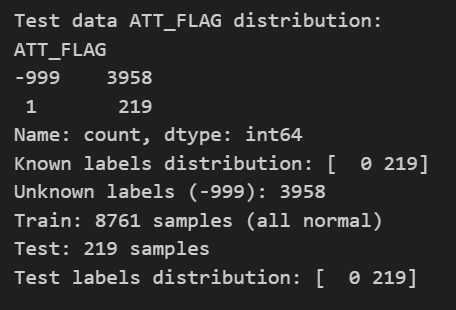 Test data ATT_FLAG distribution:
ATT_FLAG
-999    3958
 1       219
Name: count, dtype: int64
Known labels distribution: [  0 219]
Unknown labels (-999): 3958
Train: 8761 samples (all normal)
Test: 219 samples
Test labels distribution: [  0 219]